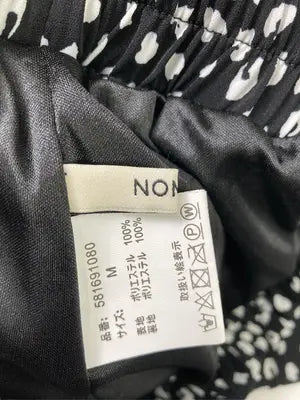 NON
品番: 581691080
サイズ: M
表地 ポリエステル 100%
裏地 ポリエステル 100%
取扱い絵表示
P
W